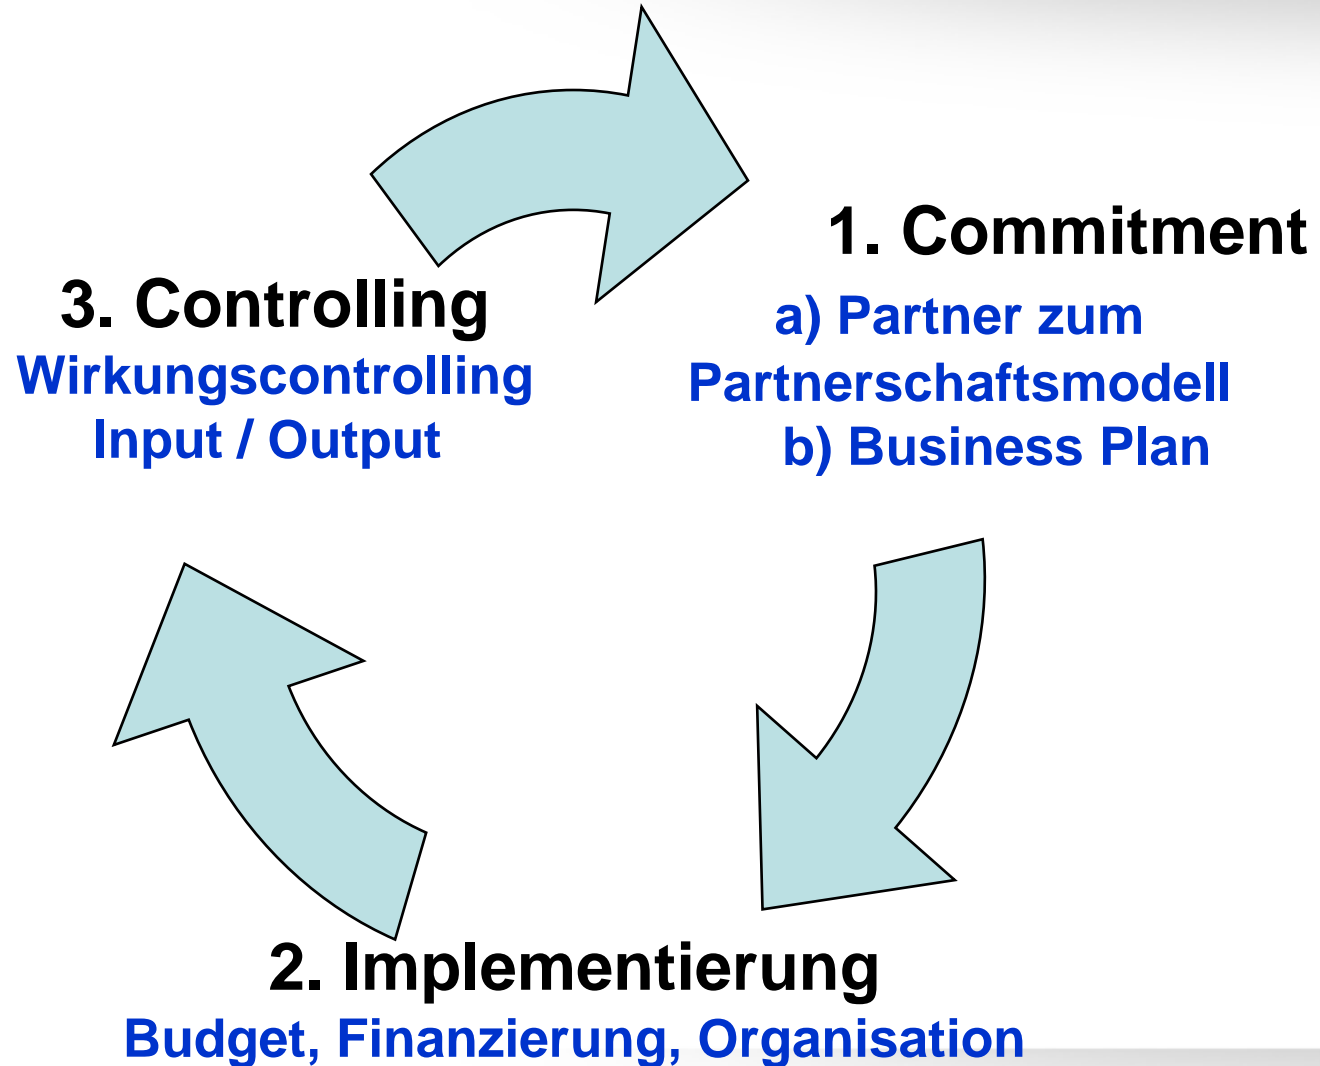 1. Commitment
a) Partner zum
Partnerschaftsmodell
b) Business Plan
2. Implementierung
Budget, Finanzierung, Organisation
3. Controlling
Wirkungscontrolling
Input / Output